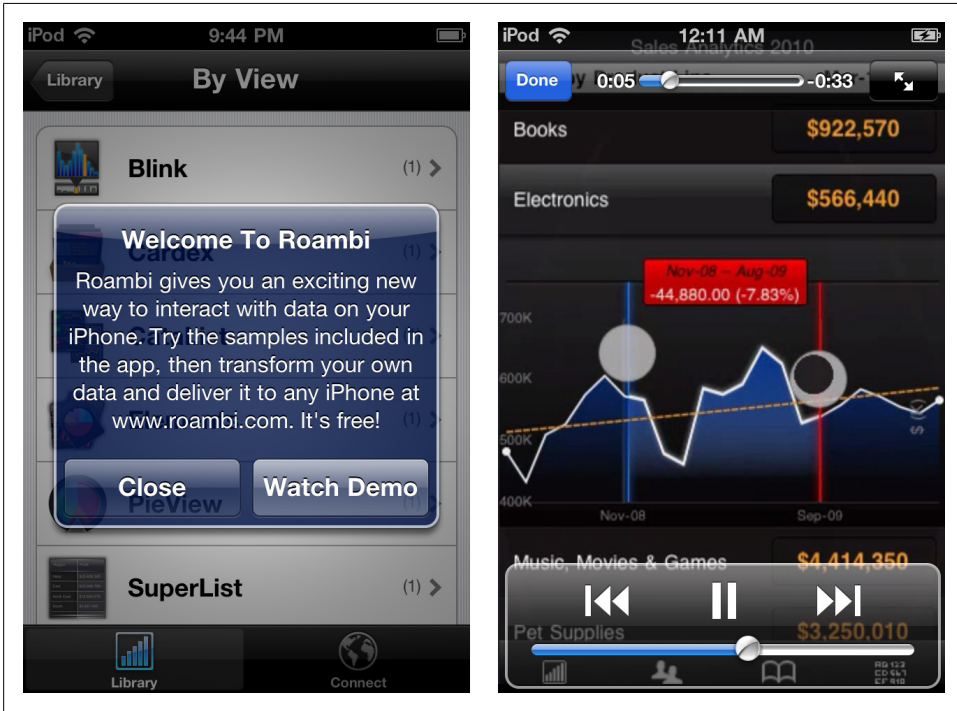 iPod 9:44 PM
Library By View
Blink (1)
Welcome To Roambi
Cardex (1)
Roambi gives you an exciting new
way to interact with data on your
iPhone. Try the samples included in
the app, then transform your own
data and deliver it to any iPhone at
www.roambi.com. It's free!
(1)
Close Watch Demo
PieView (1)
SuperList (1)
Library Connect
iPod 12:11 AM
Sales Analytics 2010
Done 0:05 -0:33
Books $922,570
Electronics $566,440
Nov-08 – Aug-09
-44,880.00 (-7.83%)
700K
600K
500K
400K
($)
Nov-08 Sep-09
Music, Movies & Games $4,414,350
Pet Supplies $3,250,010